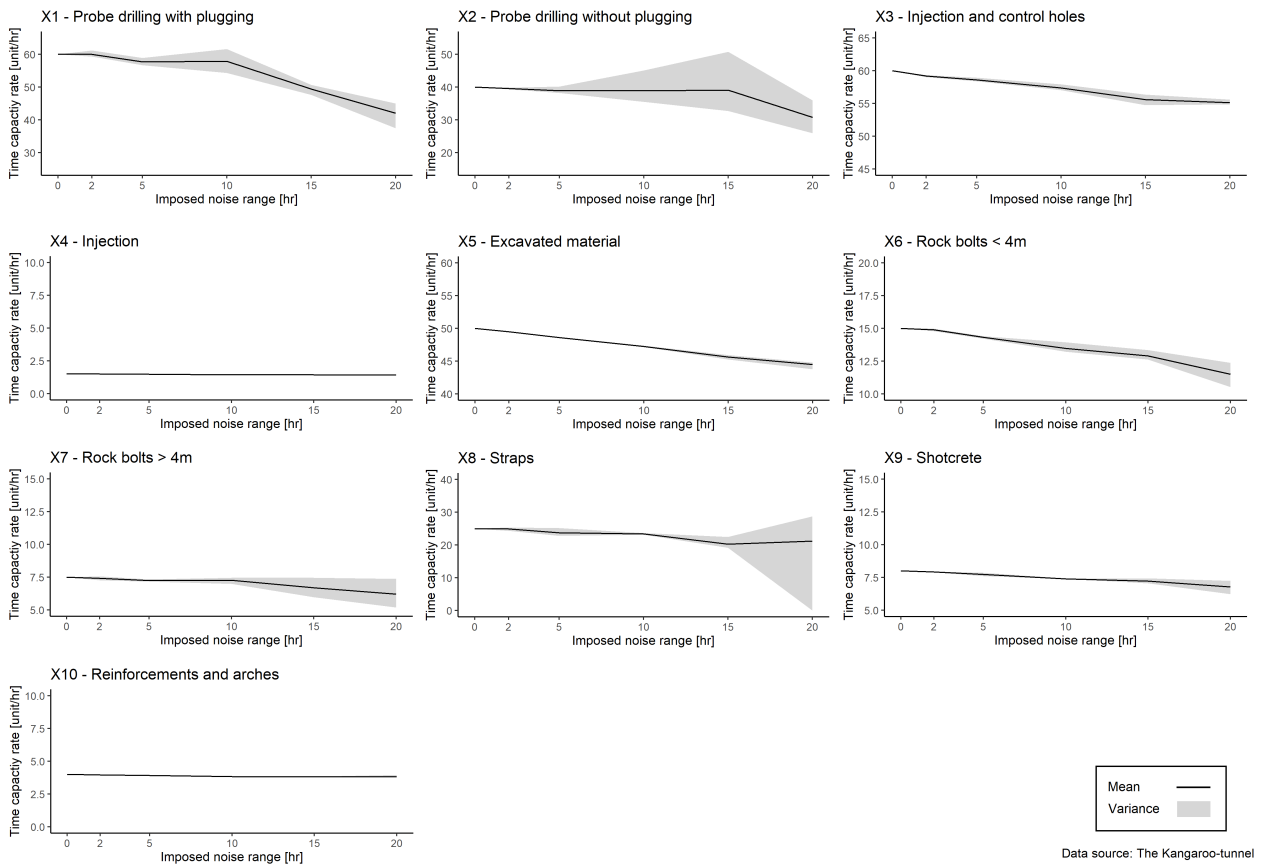 X1 - Probe drilling with plugging
Time capactiy rate [unit/hr]
60
50
40
30
0 2 5 10 15 20
Imposed noise range [hr]
X2 - Probe drilling without plugging
Time capactiy rate [unit/hr]
50
40
30
20
0 2 5 10 15 20
Imposed noise range [hr]
X3 - Injection and control holes
Time capactiy rate [unit/hr]
65
60
55
50
45
0 2 5 10 15 20
Imposed noise range [hr]
X4 - Injection
Time capactiy rate [unit/hr]
10.0
7.5
5.0
2.5
0.0
0 2 5 10 15 20
Imposed noise range [hr]
X5 - Excavated material
Time capactiy rate [unit/hr]
60
55
50
45
40
0 2 5 10 15 20
Imposed noise range [hr]
X6 - Rock bolts < 4m
Time capactiy rate [unit/hr]
20.0
17.5
15.0
12.5
10.0
0 2 5 10 15 20
Imposed noise range [hr]
X7 - Rock bolts > 4m
Time capactiy rate [unit/hr]
15.0
12.5
10.0
7.5
5.0
0 2 5 10 15 20
Imposed noise range [hr]
X8 - Straps
Time capactiy rate [unit/hr]
40
30
20
10
0
0 2 5 10 15 20
Imposed noise range [hr]
X9 - Shotcrete
Time capactiy rate [unit/hr]
15.0
12.5
10.0
7.5
5.0
0 2 5 10 15 20
Imposed noise range [hr]
X10 - Reinforcements and arches
Time capactiy rate [unit/hr]
10.0
7.5
5.0
2.5
0.0
0 2 5 10 15 20
Imposed noise range [hr]
Mean
Variance
Data source: The Kangaroo-tunnel